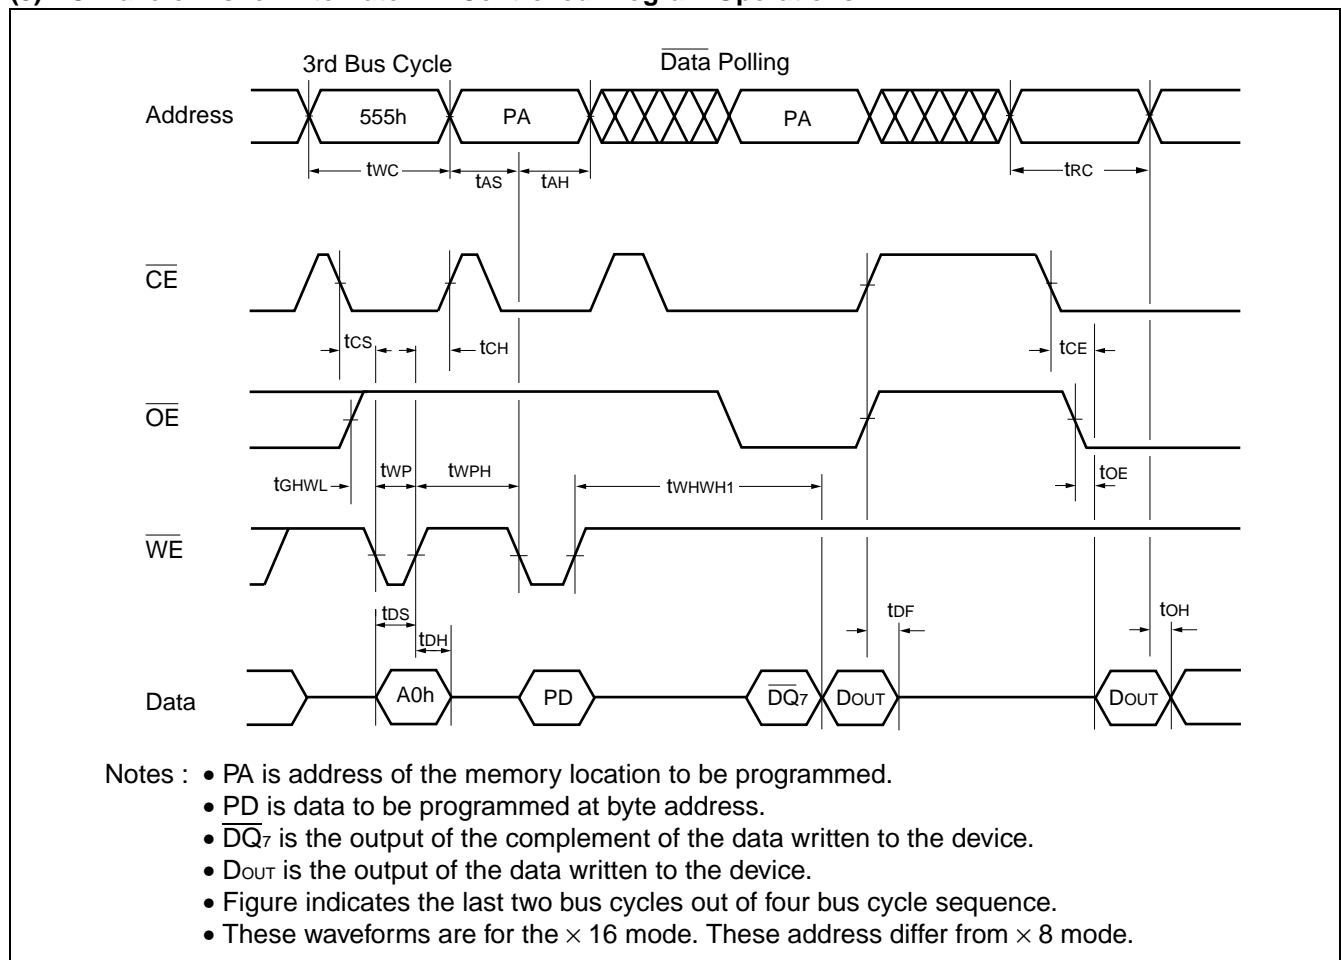 3rd Bus Cycle
Data Polling
Address
555h
PA
PA
tWC
tAS
tAH
tRC
CE
tCS
tCH
tCE
OE
tGHWL
tWP
tWPH
tWHWH1
tOE
WE
tDS
tDH
tDF
tOH
Data
A0h
PD
DQ7
DOUT
DOUT
Notes : • PA is address of the memory location to be programmed.
• PD is data to be programmed at byte address.
• DQ7 is the output of the complement of the data written to the device.
• DOUT is the output of the data written to the device.
• Figure indicates the last two bus cycles out of four bus cycle sequence.
• These waveforms are for the × 16 mode. These address differ from × 8 mode.